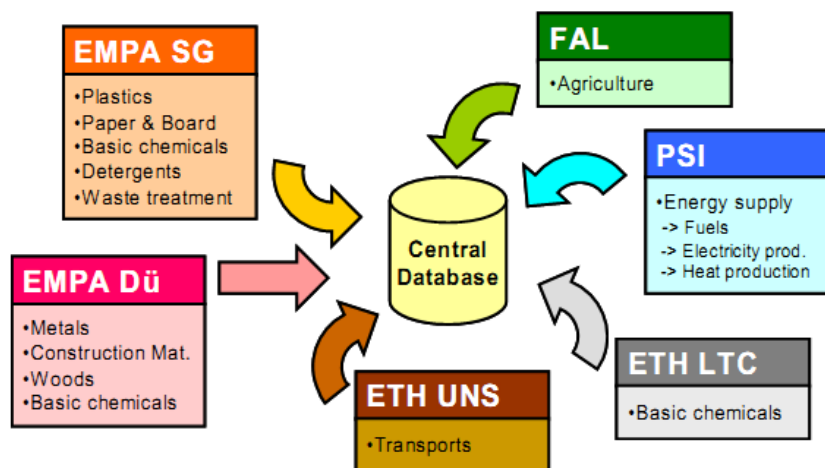 EMPA SG
•Plastics
•Paper & Board
•Basic chemicals
•Detergents
•Waste treatment
FAL
•Agriculture
PSI
•Energy supply
-> Fuels
-> Electricity prod.
-> Heat production
Central
Database
EMPA Dü
•Metals
•Construction Mat.
•Woods
•Basic chemicals
ETH UNS
•Transports
ETH LTC
•Basic chemicals